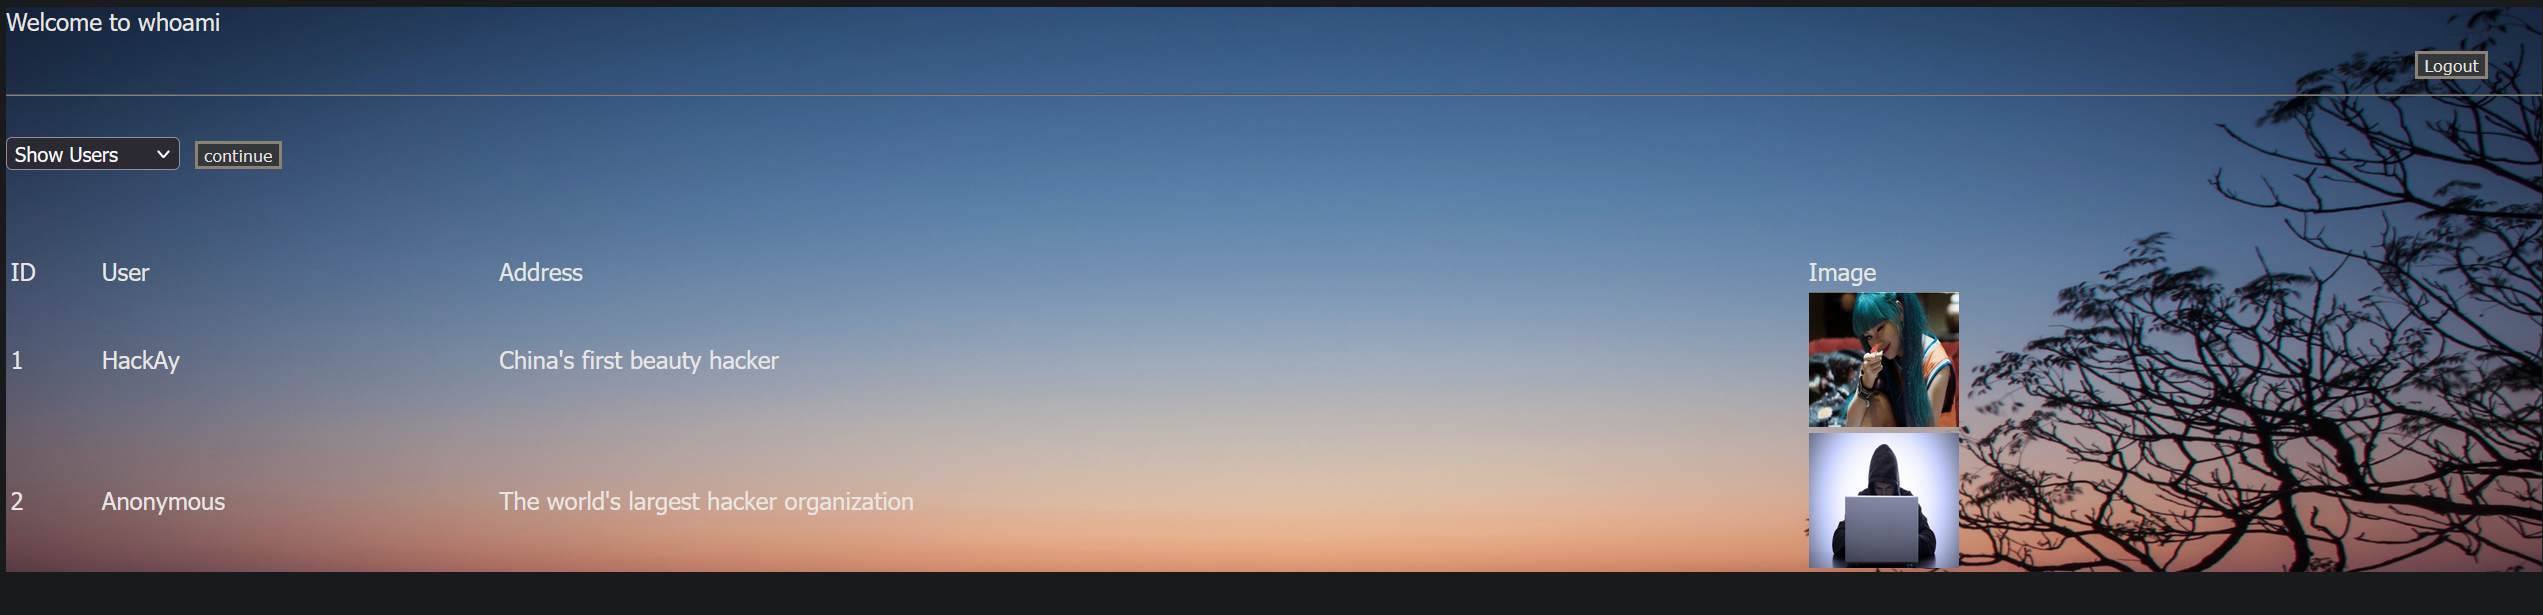 Welcome to whoami
Logout
Show Users
continue
ID User Address Image
1 HackAy China's first beauty hacker
2 Anonymous The world's largest hacker organization